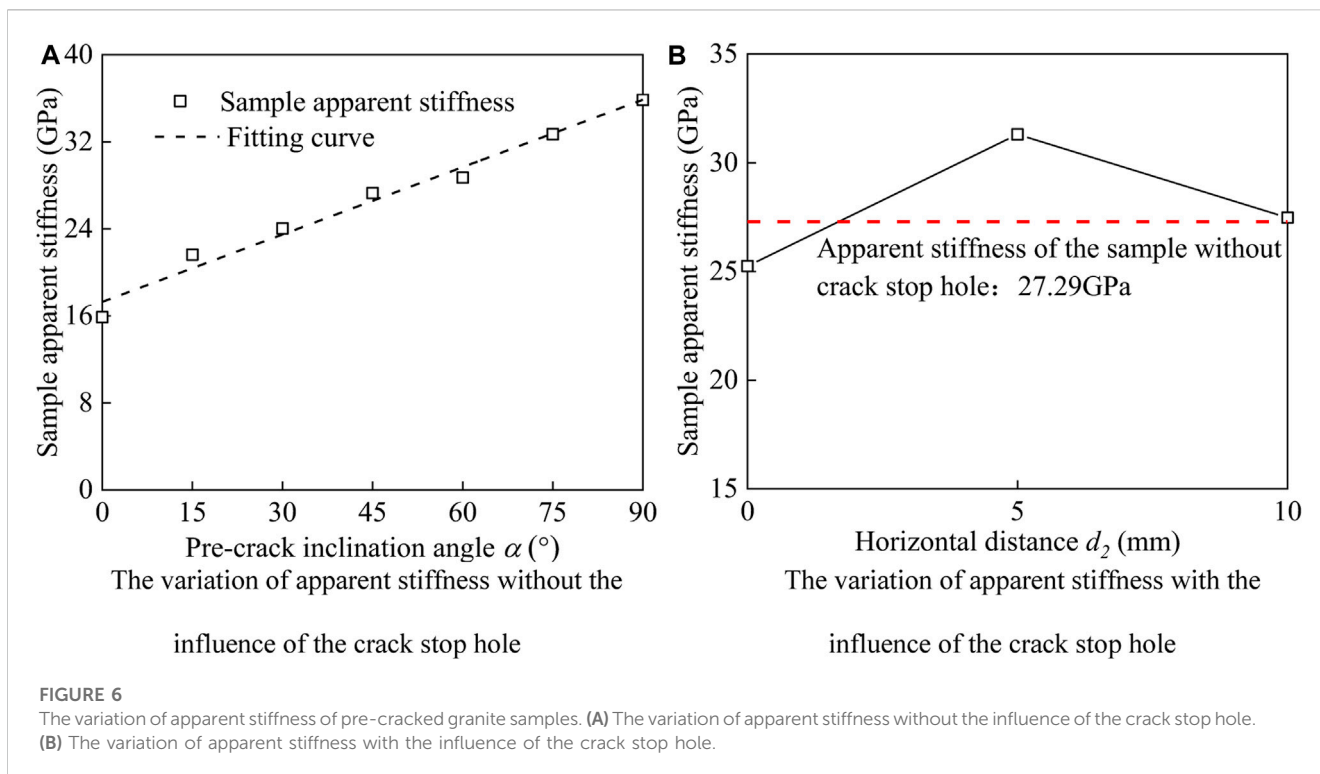 A
40
32
24
16
8
0
Sample apparent stiffness (GPa)
Sample apparent stiffness
Fitting curve
0 15 30 45 60 75 90
Pre-crack inclination angle α (°)
The variation of apparent stiffness without the
influence of the crack stop hole
B
35
30
25
20
15
Sample apparent stiffness (GPa)
Apparent stiffness of the sample without
crack stop hole：27.29GPa
0 5 10
Horizontal distance d2 (mm)
The variation of apparent stiffness with the
influence of the crack stop hole
FIGURE 6
The variation of apparent stiffness of pre-cracked granite samples. (A) The variation of apparent stiffness without the influence of the crack stop hole.
(B) The variation of apparent stiffness with the influence of the crack stop hole.